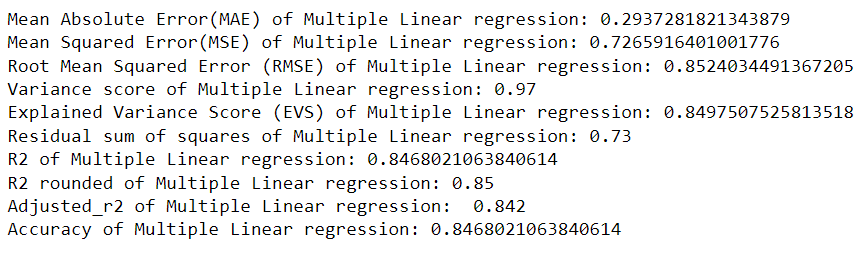 Mean Absolute Error(MAE) of Multiple Linear regression: 0.2937281821343879
Mean Squared Error(MSE) of Multiple Linear regression: 0.7265916401001776
Root Mean Squared Error (RMSE) of Multiple Linear regression: 0.8524034491367205
Variance score of Multiple Linear regression: 0.97
Explained Variance Score (EVS) of Multiple Linear regression: 0.8497507525813518
Residual sum of squares of Multiple Linear regression: 0.73
R2 of Multiple Linear regression: 0.8468021063840614
R2 rounded of Multiple Linear regression: 0.85
Adjusted_r2 of Multiple Linear regression:  0.842
Accuracy of Multiple Linear regression: 0.8468021063840614